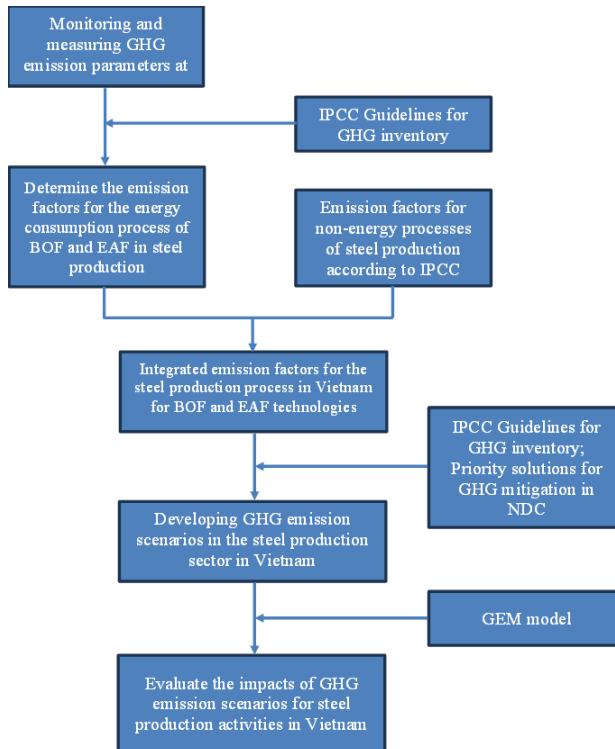 Monitoring and
measuring GHG
emission parameters at
IPCC Guidelines for
GHG inventory
Determine the emission
factors for the energy
consumption process of
BOF and EAF in steel
production
Emission factors for
non-energy processes
of steel production
according to IPCC
Integrated emission factors for the
steel production process in Vietnam
for BOF and EAF technologies
IPCC Guidelines for
GHG inventory;
Priority solutions for
GHG mitigation in
NDC
Developing GHG emission
scenarios in the steel production
sector in Vietnam
GEM model
Evaluate the impacts of GHG
emission scenarios for steel
production activities in Vietnam